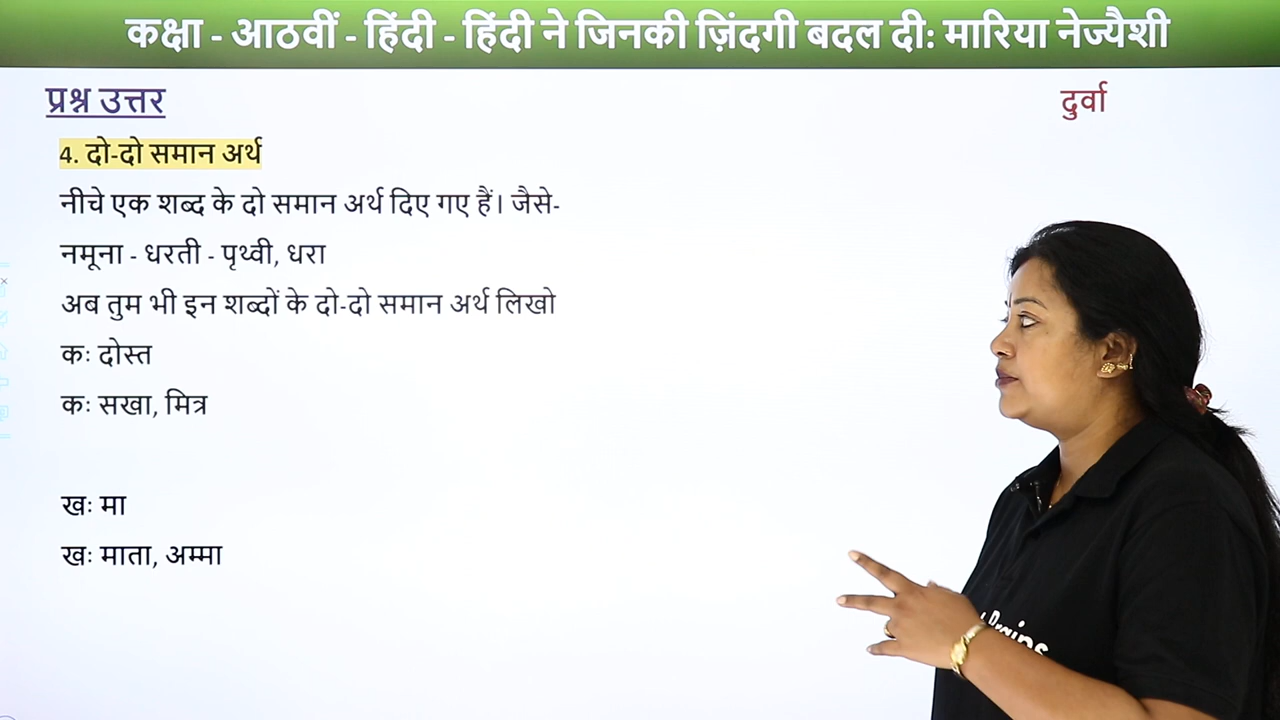 कक्षा - आठवीं - हिंदी - हिंदी ने जिनकी ज़िंदगी बदल दी: मारिया नेज्यैशी
प्रश्न उत्तर
दुर्वा
4. दो-दो समान अर्थ
नीचे एक शब्द के दो समान अर्थ दिए गए हैं। जैसे-
नमूना - धरती - पृथ्वी, धरा
अब तुम भी इन शब्दों के दो-दो समान अर्थ लिखो
कः दोस्त
कः सखा, मित्र
खः मा
खः माता, अम्मा